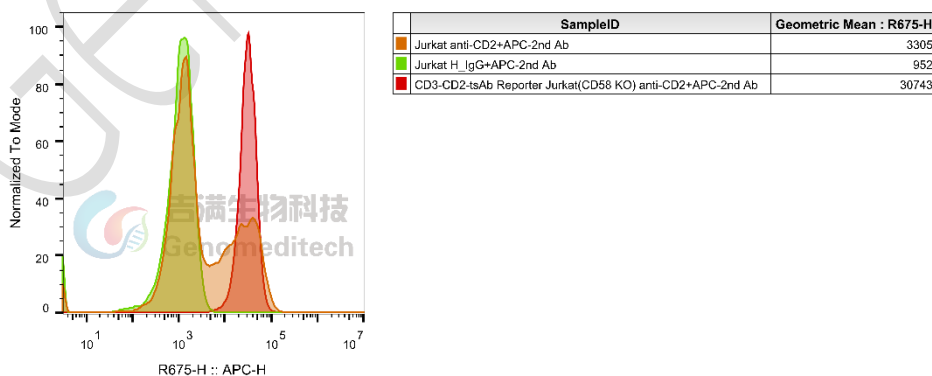 SampleID Geometric Mean : R675-H
Jurkat anti-CD2+APC-2nd Ab 3305
Jurkat H_IgG+APC-2nd Ab 952
CD3-CD2-tsAb Reporter Jurkat(CD58 KO) anti-CD2+APC-2nd Ab 30743
Normalized To Mode
100
80
60
40
20
0
10 1
10 3
10 5
10 7
R675-H :: APC-H
吉满生物科技
Genomeditech